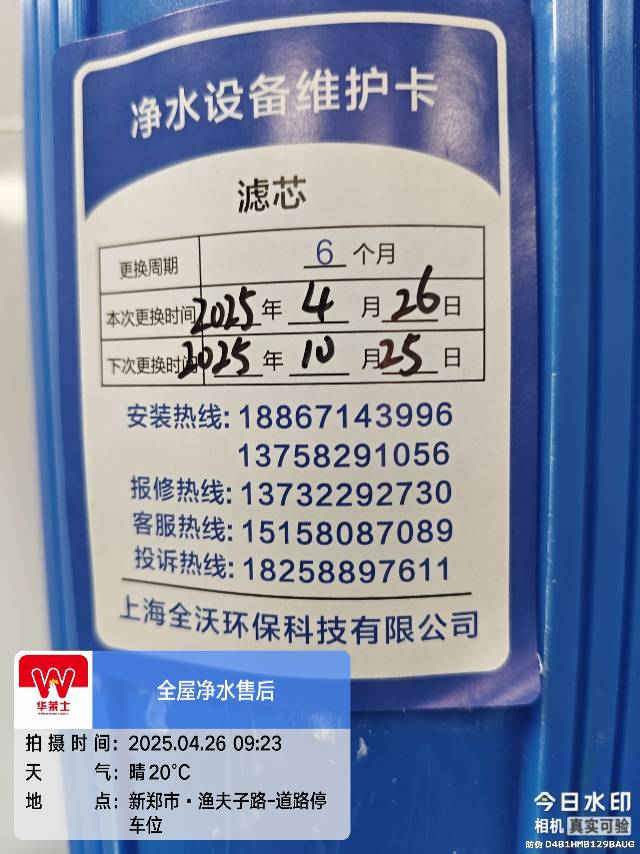 净水设备维护卡
滤芯
更换周期 6 个月
本次更换时间 2025 年 4 月 26 日
下次更换时间 2025 年 10 月 25 日
安装热线: 18867143996
13758291056
报修热线: 13732292730
客服热线: 15158087089
投诉热线: 18258897611
上海全沃环保科技有限公司
华莱士
全屋净水售后
拍摄时间: 2025.04.26 09:23
天气: 晴 20°C
地点: 新郑市·渔夫子路-道路停
车位
今日水印
相机 真实可验
防伪 D4B1HMB129BAUG